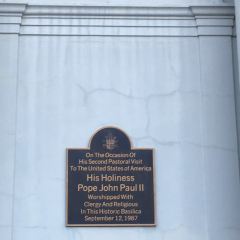 On The Occasion Of
His Second Pastoral Visit
To The United States of America
His Holiness
Pope John Paul II
Worshipped With
Clergy And Religious
In This Historic Basilica
September 12, 1987